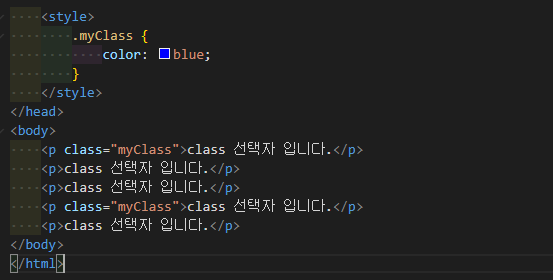 <style>
.myClass {
color: blue;
}
</style>
</head>
<body>
<p class="myClass">class 선택자 입니다.</p>
<p>class 선택자 입니다.</p>
<p>class 선택자 입니다.</p>
<p class="myClass">class 선택자 입니다.</p>
<p>class 선택자 입니다.</p>
</body>
</html>